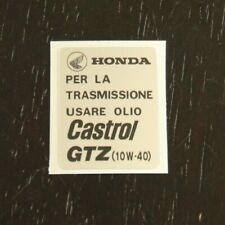 HONDA
PER LA
TRASMISSIONE
USARE OLIO
Castrol
GTZ (10W-40)